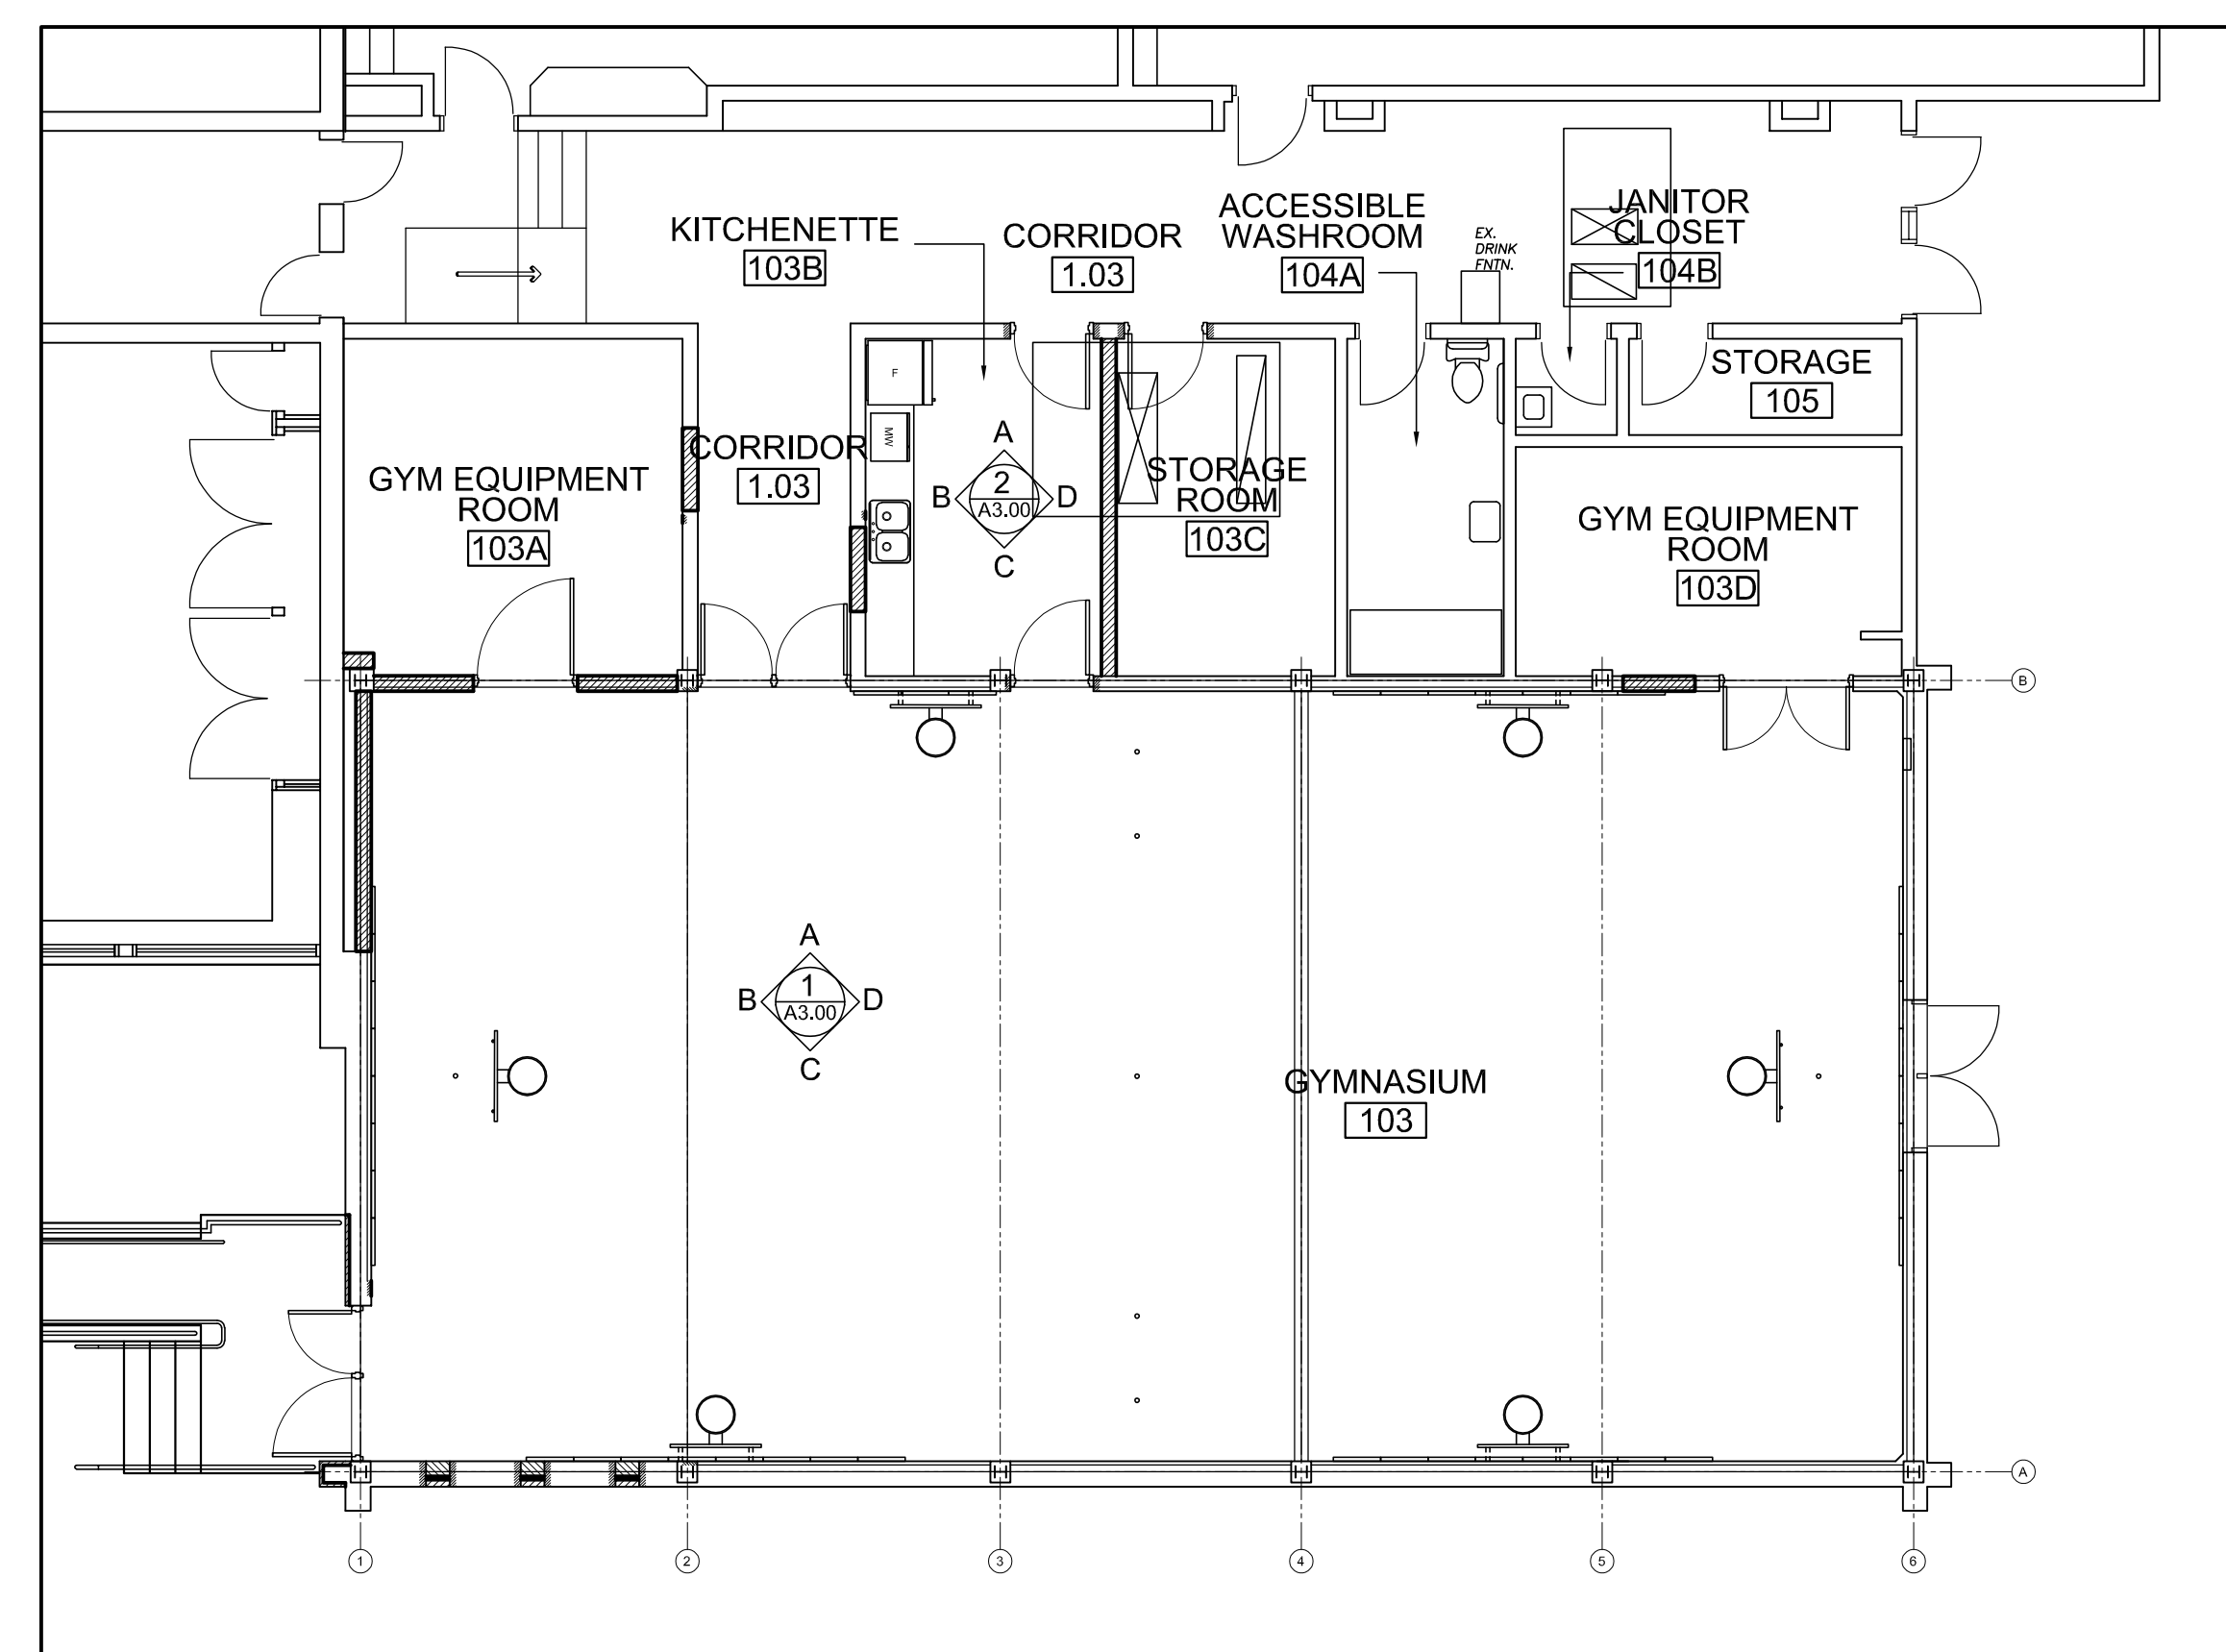 KITCHENETTE
103B
CORRIDOR
1.03
ACCESSIBLE
WASHROOM
104A
EX.
DRINK
FNTN.
JANITOR
CLOSET
104B
STORAGE
105
F
MW
GYM EQUIPMENT
ROOM
103A
CORRIDOR
1.03
A
B
2
A3.00
D
C
STORAGE
ROOM
103C
GYM EQUIPMENT
ROOM
103D
B
A
B
1
A3.00
D
C
GYMNASIUM
103
A
1
2
3
4
5
6